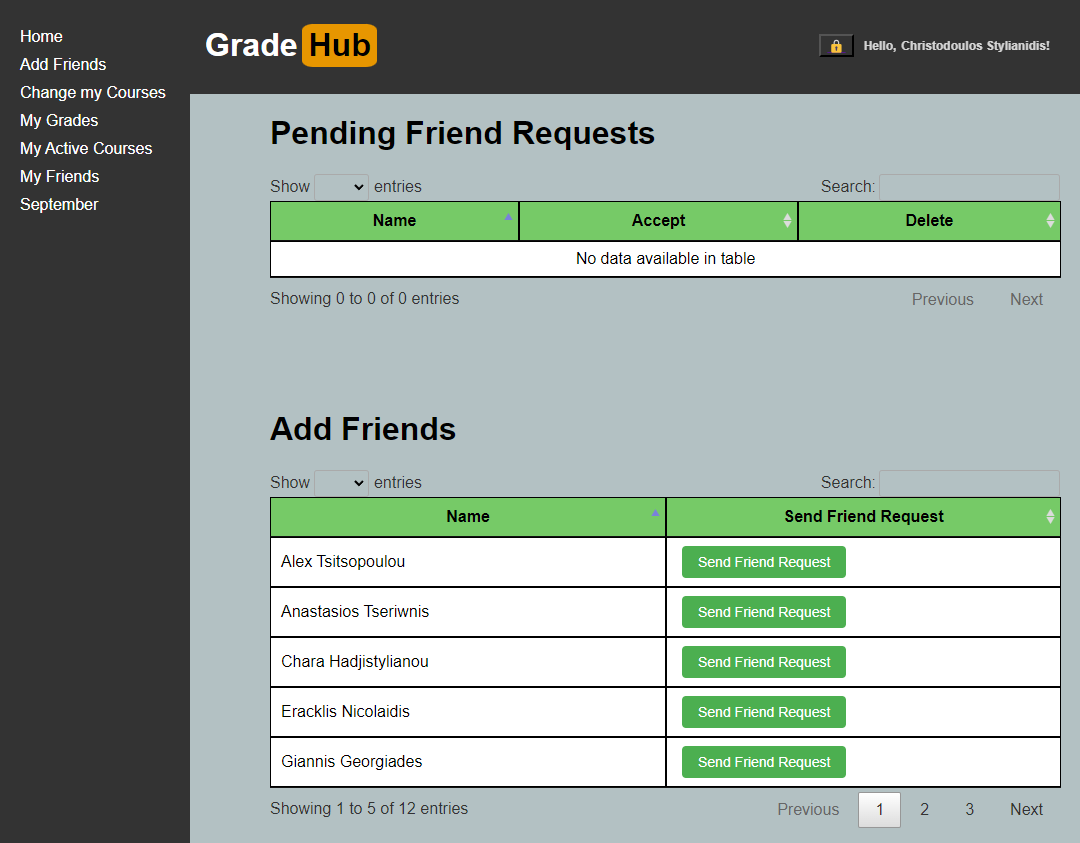 Home
Add Friends
Change my Courses
My Grades
My Active Courses
My Friends
September
Grade Hub
Hello, Christodoulos Stylianidis!
Pending Friend Requests
Show entries Search:
Name Accept Delete
No data available in table
Showing 0 to 0 of 0 entries Previous Next
Add Friends
Show entries Search:
Name Send Friend Request
Alex Tsitsopoulou Send Friend Request
Anastasios Tseriwnis Send Friend Request
Chara Hadjistylianou Send Friend Request
Eracklis Nicolaidis Send Friend Request
Giannis Georgiades Send Friend Request
Showing 1 to 5 of 12 entries Previous 1 2 3 Next